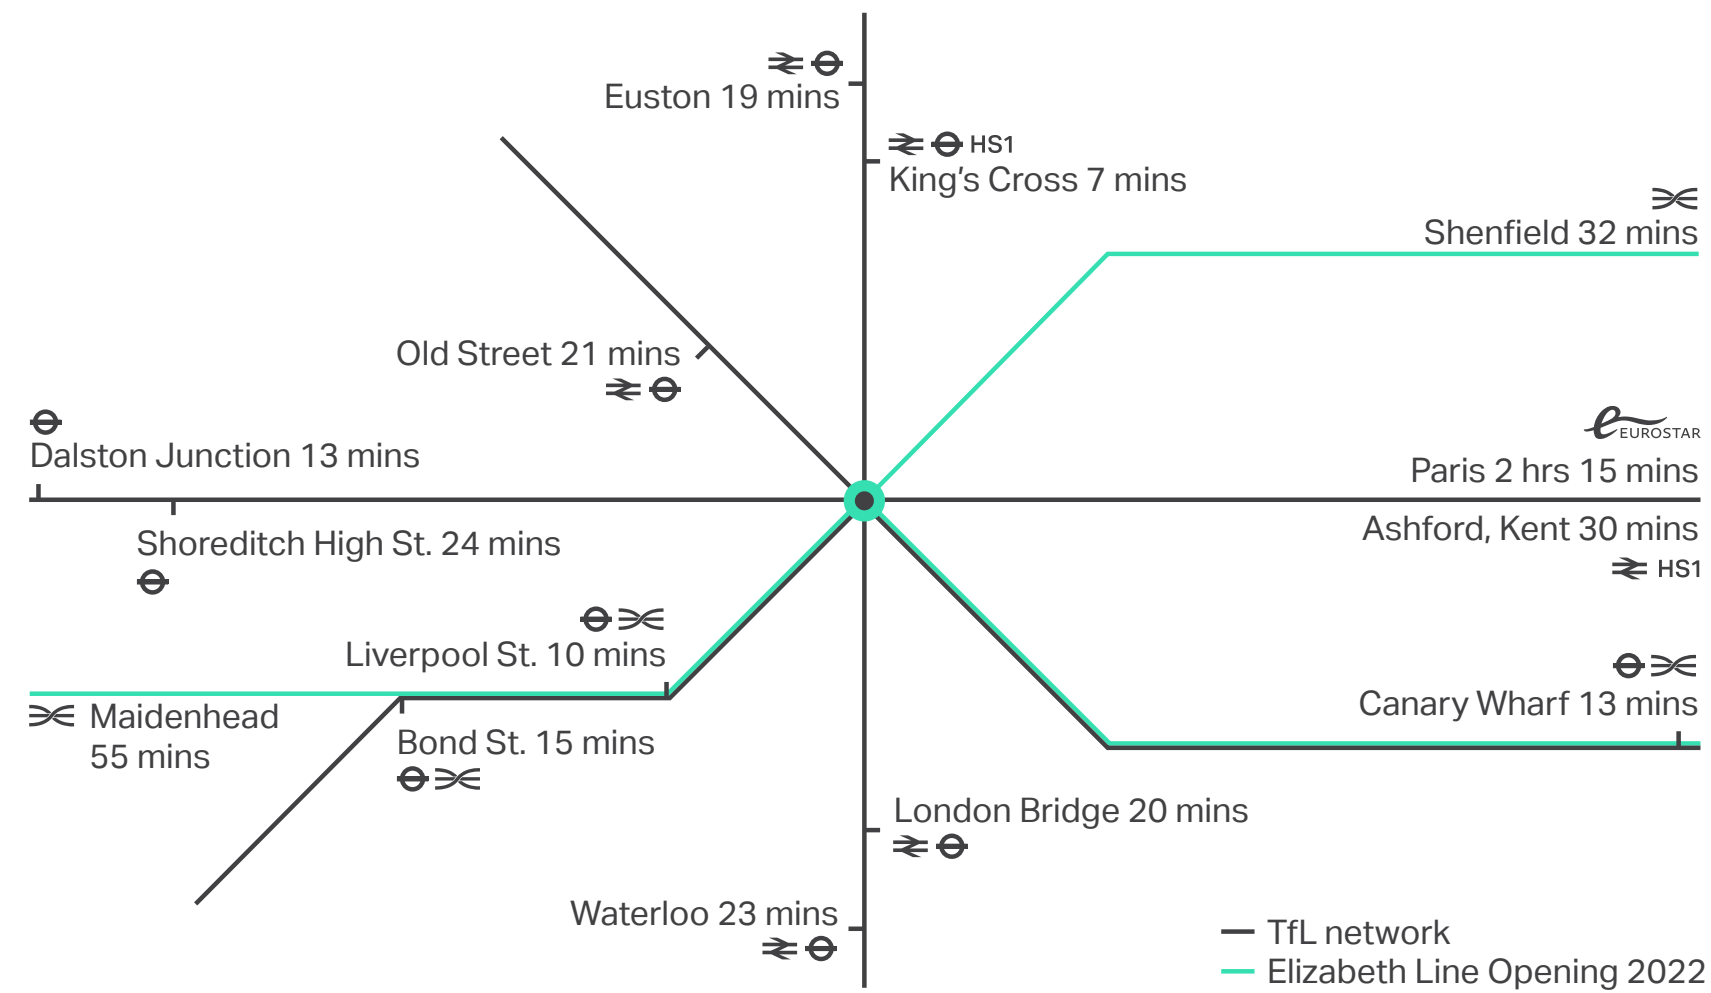 Euston 19 mins
HS1
King's Cross 7 mins
Shenfield 32 mins
Old Street 21 mins
EUROSTAR
Dalston Junction 13 mins
Paris 2 hrs 15 mins
Shoreditch High St. 24 mins
Ashford, Kent 30 mins
HS1
Liverpool St. 10 mins
Canary Wharf 13 mins
Maidenhead
55 mins
Bond St. 15 mins
London Bridge 20 mins
Waterloo 23 mins
TfL network
Elizabeth Line Opening 2022